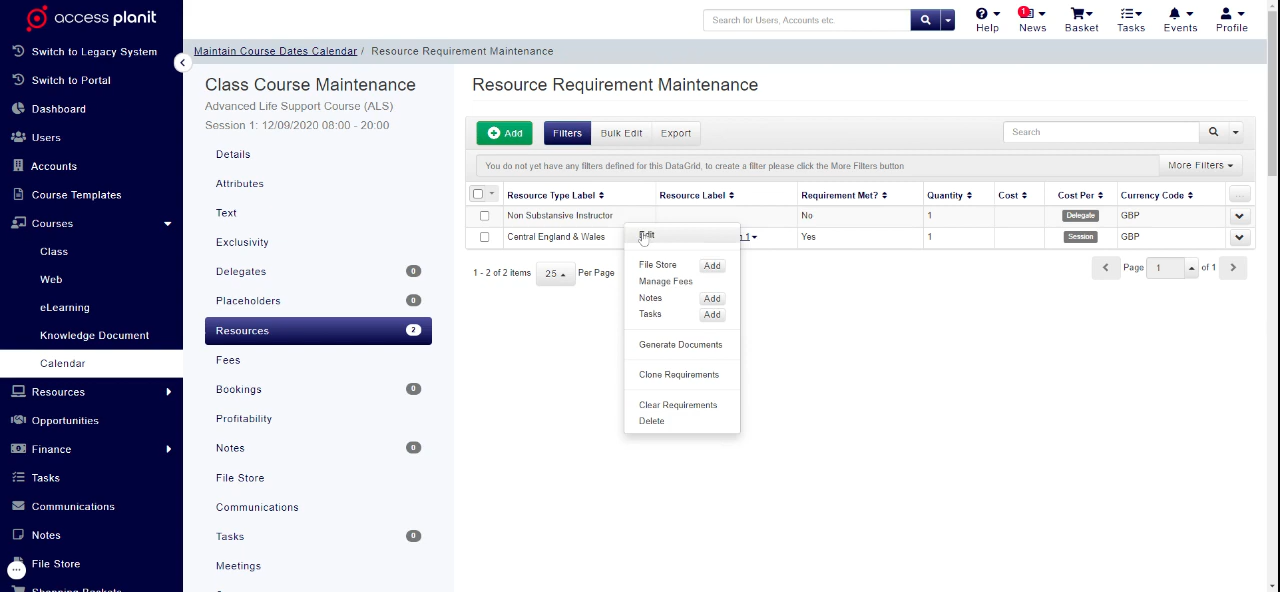 access planit
Search for Users, Accounts etc.
1
Help
News
Basket
Tasks
Events
Profile
Switch to Legacy System
Switch to Portal
Dashboard
Users
Accounts
Course Templates
Courses
Class
Web
eLearning
Knowledge Document
Calendar
Resources
Opportunities
Finance
Tasks
Communications
Notes
File Store
Maintain Course Dates Calendar / Resource Requirement Maintenance
Class Course Maintenance
Advanced Life Support Course (ALS)
Session 1: 12/09/2020 08:00 - 20:00
Details
Attributes
Text
Exclusivity
Delegates 0
Placeholders 0
Resources 2
Fees
Bookings 0
Profitability
Notes 0
File Store
Communications
Tasks 0
Meetings
Resource Requirement Maintenance
Add Filters Bulk Edit Export Search
You do not yet have any filters defined for this DataGrid, to create a filter please click the More Filters button More Filters
Resource Type Label Resource Label Requirement Met? Quantity Cost Cost Per Currency Code ...
Non Substansive Instructor No 1 Delegate GBP
Central England & Wales 1 Yes 1 Session GBP
1 - 2 of 2 items 25 Per Page Page 1 of 1
Edit
File Store Add
Manage Fees
Notes Add
Tasks Add
Generate Documents
Clone Requirements
Clear Requirements
Delete